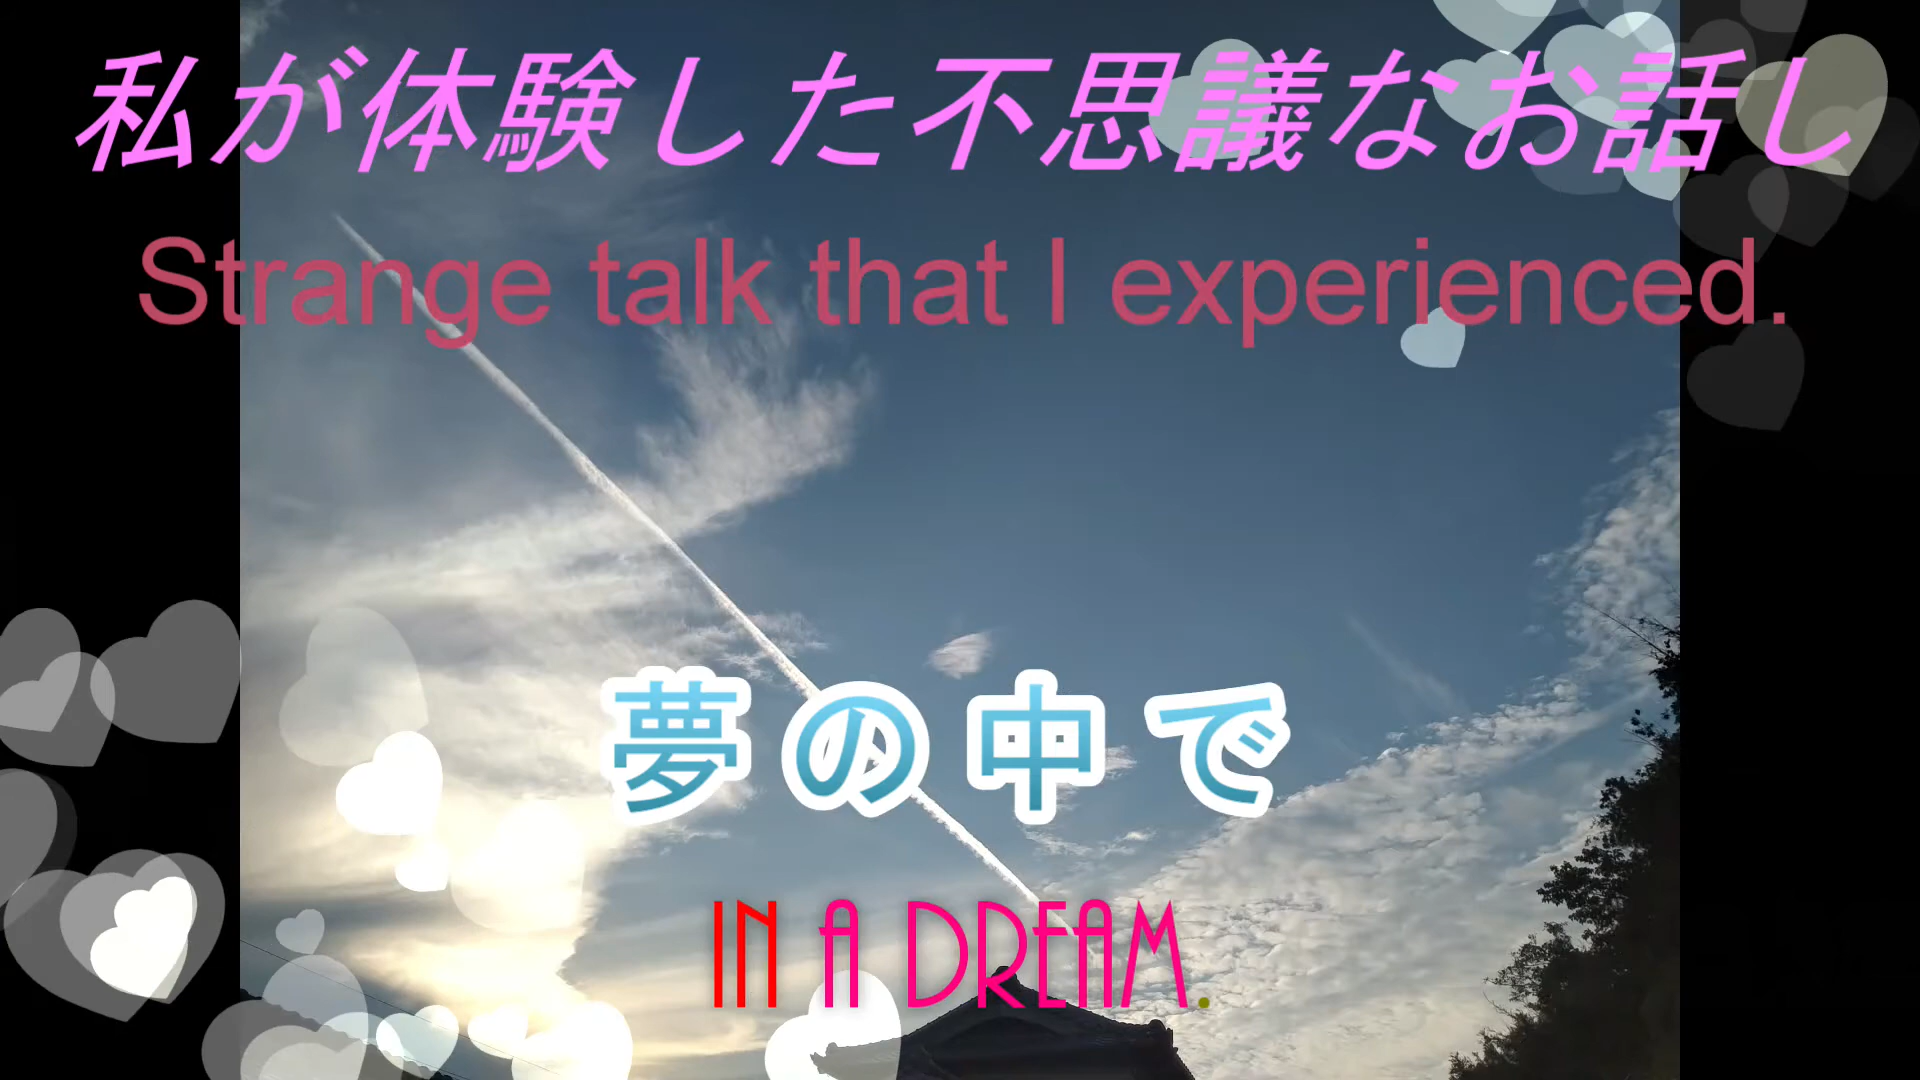 私が体験した不思議なお話し
Strange talk that I experienced.
夢の中で
IN A DREAM.